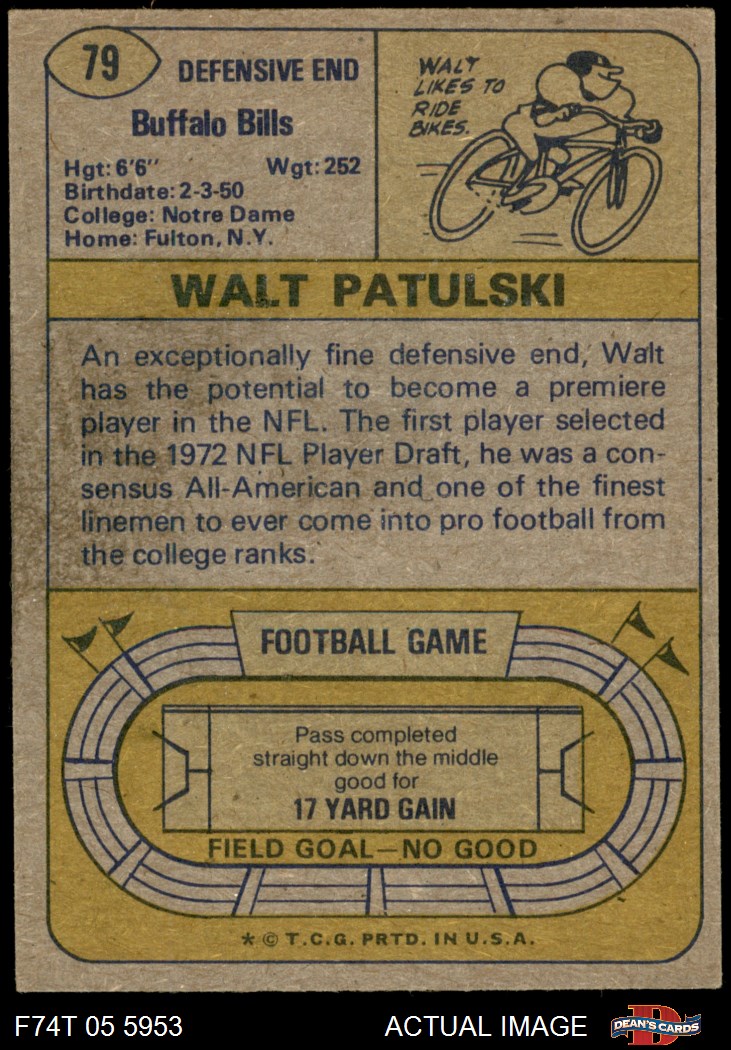 79
DEFENSIVE END
Buffalo Bills
Hgt: 6'6" Wgt: 252
Birthdate: 2-3-50
College: Notre Dame
Home: Fulton, N.Y.
WALT
LIKES TO
RIDE
BIKES.
WALT PATULSKI
An exceptionally fine defensive end, Walt
has the potential to become a premiere
player in the NFL. The first player selected
in the 1972 NFL Player Draft, he was a con-
sensus All-American and one of the finest
linemen to ever come into pro football from
the college ranks.
FOOTBALL GAME
Pass completed
straight down the middle
good for
17 YARD GAIN
FIELD GOAL—NO GOOD
* © T.C.G. PRTD. IN U.S.A.
F74T 05 5953 ACTUAL IMAGE
D
DEAN'S CARDS